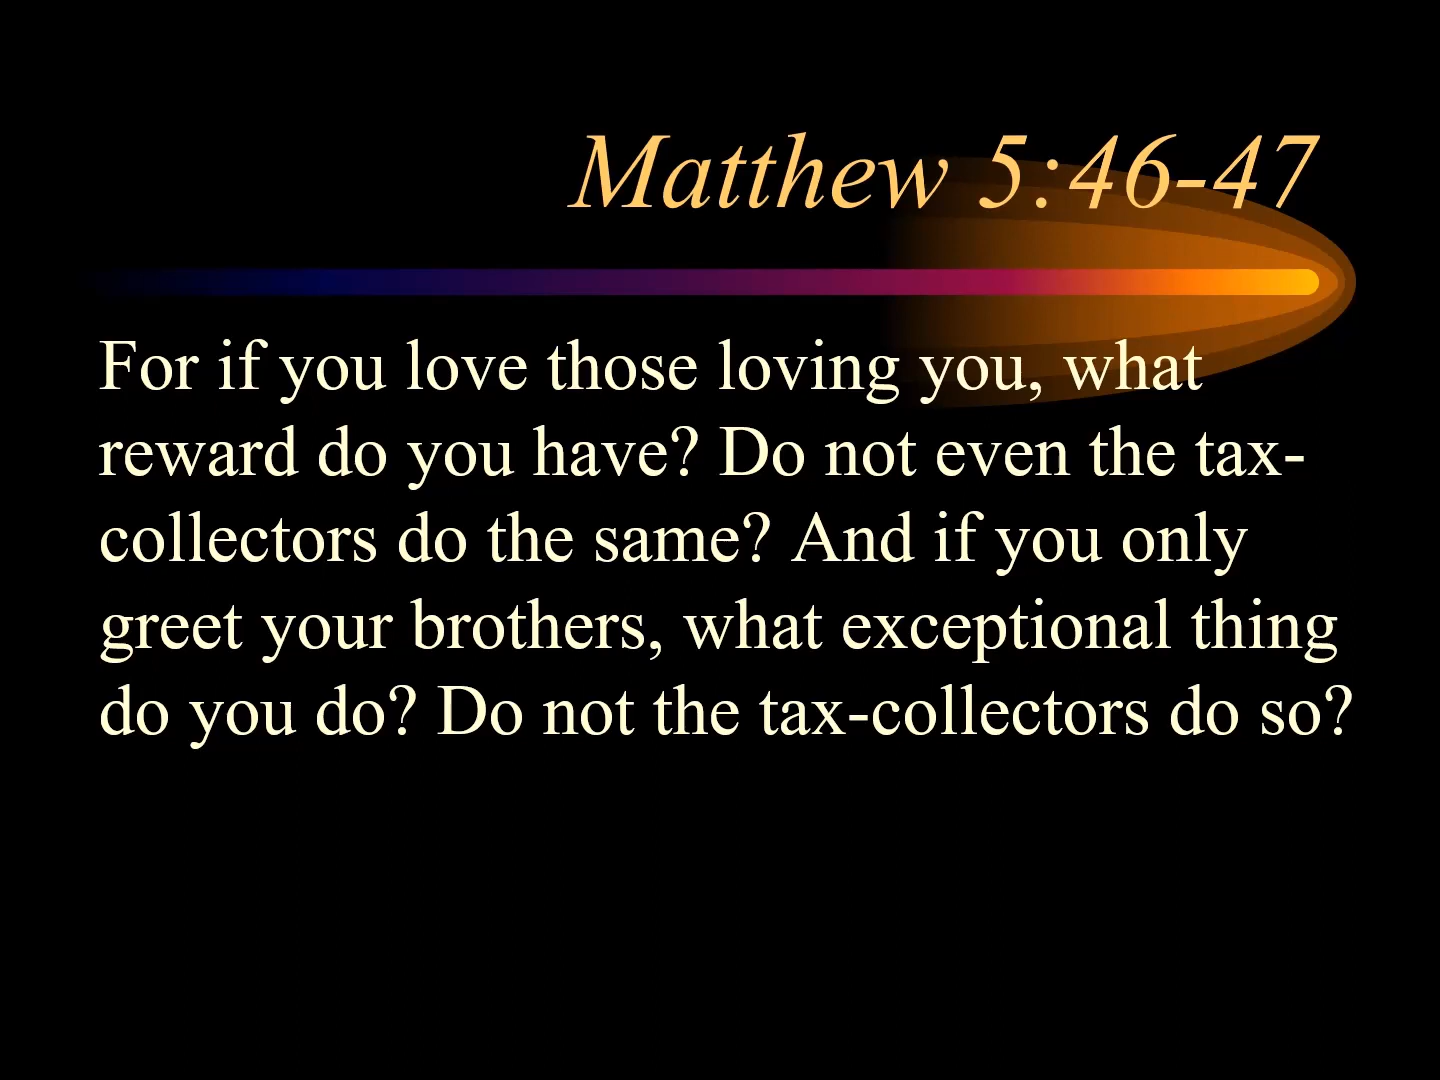 Matthew 5:46-47
For if you love those loving you, what
reward do you have? Do not even the tax-
collectors do the same? And if you only
greet your brothers, what exceptional thing
do you do? Do not the tax-collectors do so?